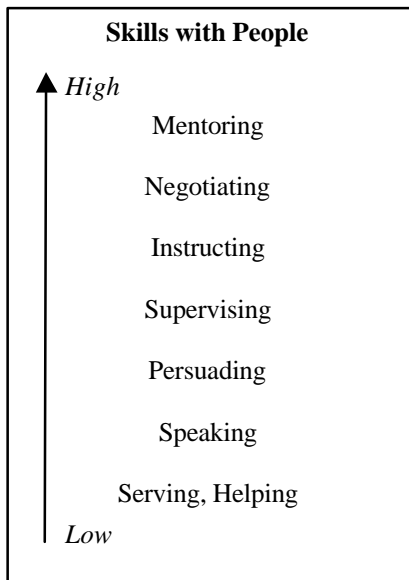 Skills with People
High
Mentoring
Negotiating
Instructing
Supervising
Persuading
Speaking
Serving, Helping
Low